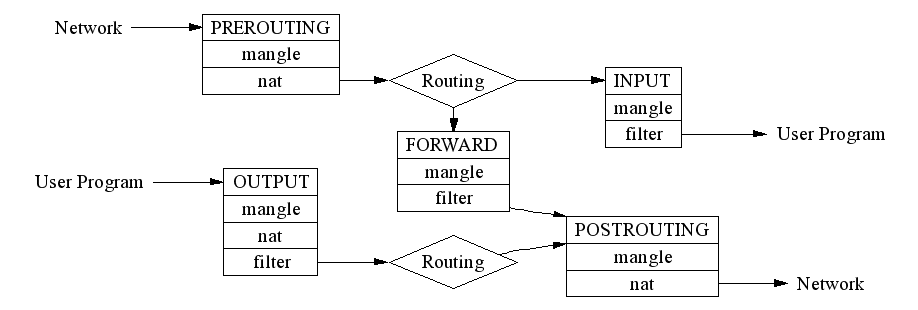 Network
PREROUTING
mangle
nat
Routing
INPUT
mangle
filter
User Program
FORWARD
mangle
filter
User Program
OUTPUT
mangle
nat
filter
Routing
POSTROUTING
mangle
nat
Network